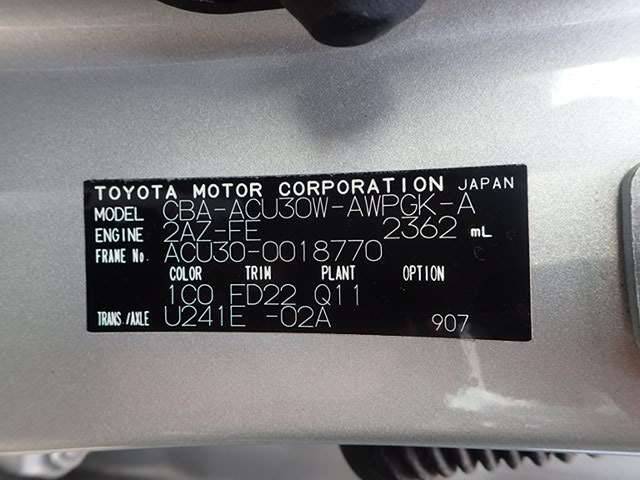 TOYOTA MOTOR CORPORATION JAPAN
MODEL CBA-ACU30W-AWPGK-A
ENGINE 2AZ-FE 2362 mL
FRAME No. ACU30-0018770
COLOR TRIM PLANT OPTION
1C0 FD22 Q11
TRANS./AXLE U241E -02A 907